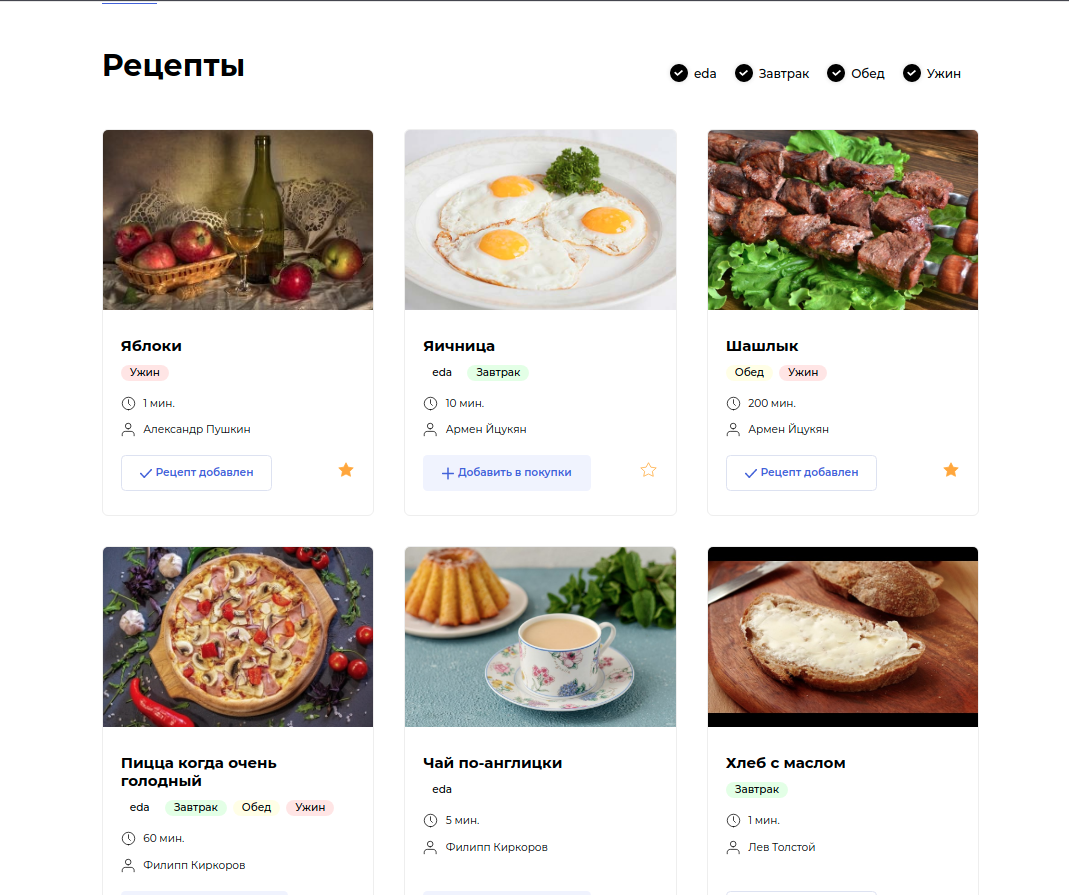 Рецепты
eda Завтрак Обед Ужин
Яблоки
Ужин
1 мин.
Александр Пушкин
Рецепт добавлен
Яичница
eda Завтрак
10 мин.
Армен Йцукян
Добавить в покупки
Шашлык
Обед Ужин
200 мин.
Армен Йцукян
Рецепт добавлен
Пицца когда очень
голодный
eda Завтрак Обед Ужин
60 мин.
Филипп Киркоров
Чай по-англицки
eda
5 мин.
Филипп Киркоров
Хлеб с маслом
Завтрак
1 мин.
Лев Толстой